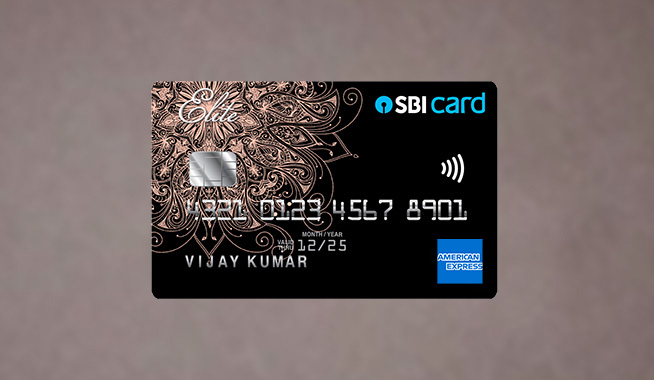 Elite
SBI card
4321 0123 4567 8901
MONTH/YEAR
VALID THRU 12/25
VIJAY KUMAR
AMERICAN
EXPRESS